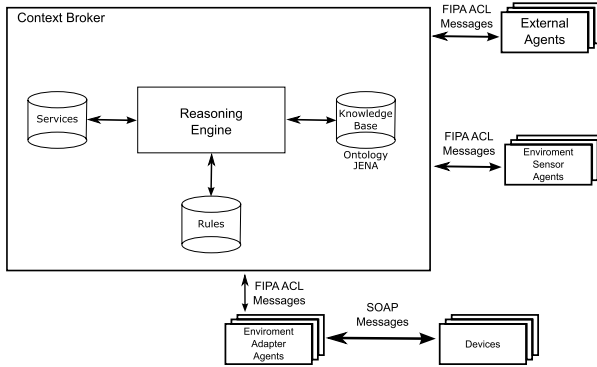 Context Broker
FIPA ACL
Messages
External
Agents
Services
Reasoning
Engine
Knowledge
Base
Ontology
JENA
FIPA ACL
Messages
Enviroment
Sensor
Agents
Rules
FIPA ACL
Messages
SOAP
Messages
Enviroment
Adapter
Agents
Devices